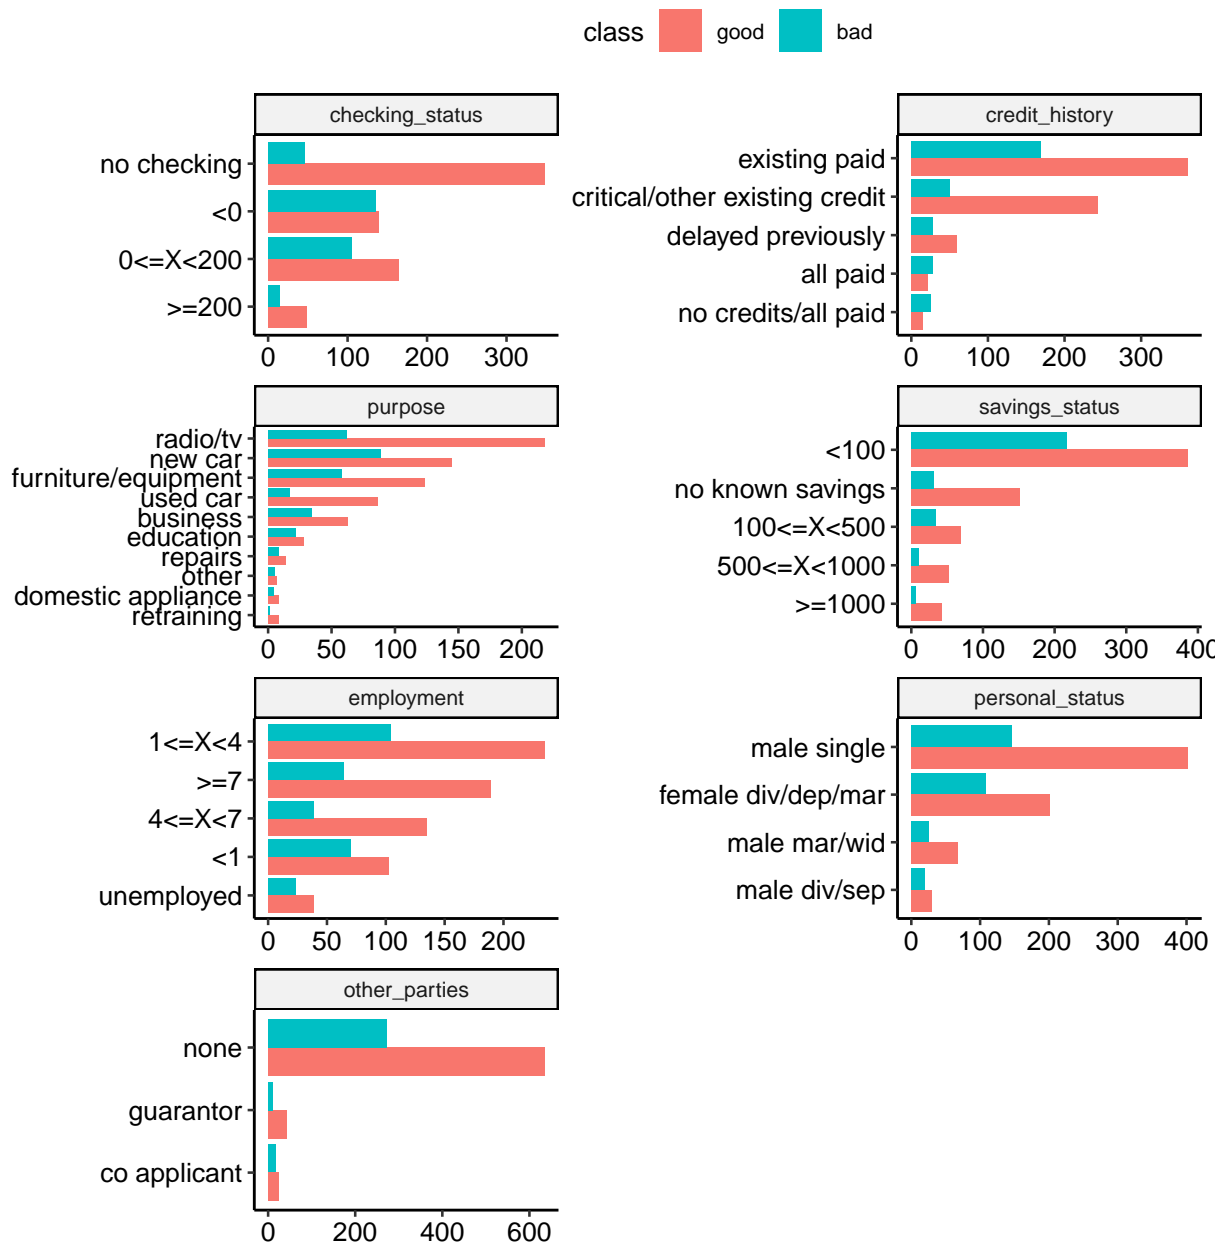 class good bad
checking_status
no checking
<0
0<=X<200
>=200
0 100 200 300
credit_history
existing paid
critical/other existing credit
delayed previously
all paid
no credits/all paid
0 100 200 300
purpose
radio/tv
new car
furniture/equipment
used car
business
education
repairs
other
domestic appliance
retraining
0 50 100 150 200
savings_status
<100
no known savings
100<=X<500
500<=X<1000
>=1000
0 100 200 300 400
employment
1<=X<4
>=7
4<=X<7
<1
unemployed
0 50 100 150 200
personal_status
male single
female div/dep/mar
male mar/wid
male div/sep
0 100 200 300 400
other_parties
none
guarantor
co applicant
0 200 400 600